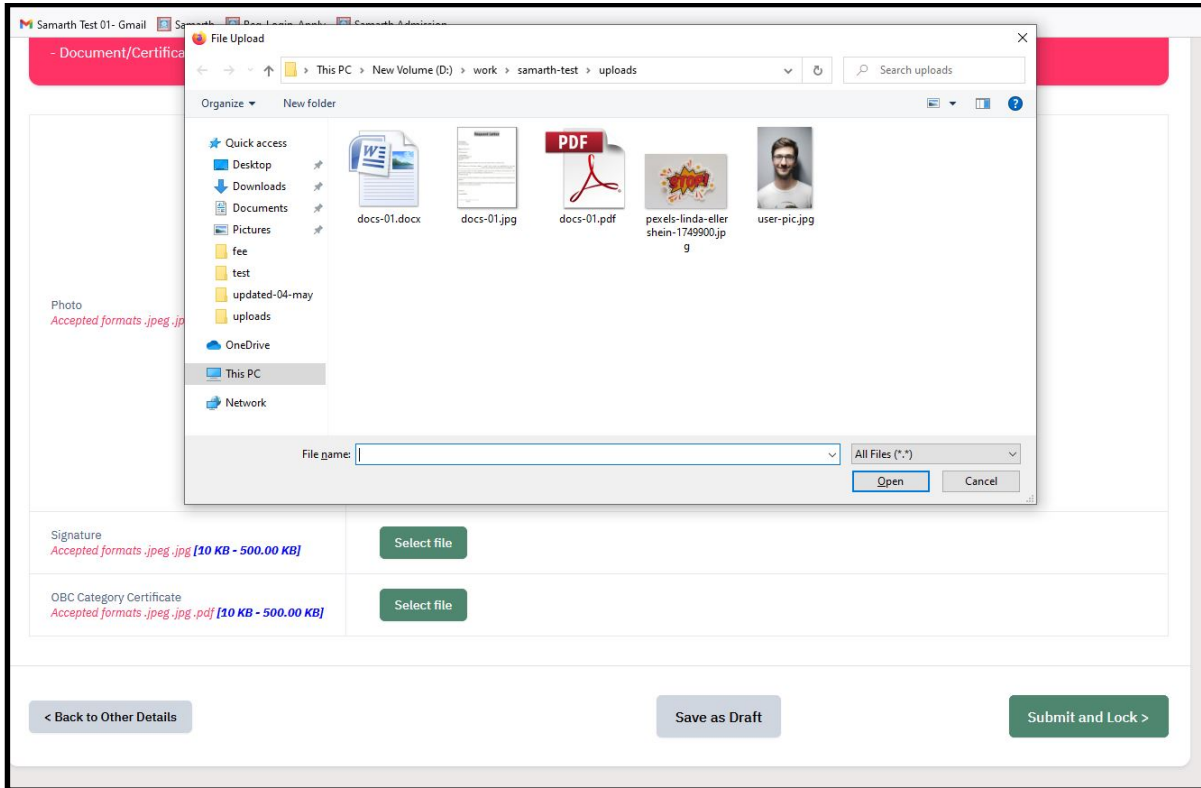 Samarth Test 01- Gmail
File Upload
- Document/Certifica
This PC > New Volume (D:) > work > samarth-test > uploads
Search uploads
Organize
New folder
Quick access
Desktop
Downloads
Documents
Pictures
fee
test
updated-04-may
uploads
OneDrive
This PC
Network
W
docs-01.docx
docs-01.jpg
PDF
docs-01.pdf
STOP!
pexels-linda-eller
shein-1749900.jp
g
user-pic.jpg
File name:
All Files (*.*)
Open
Cancel
Photo
Accepted formats .jpeg .jp
Signature
Accepted formats .jpeg .jpg [10 KB - 500.00 KB]
Select file
OBC Category Certificate
Accepted formats .jpeg .jpg .pdf [10 KB - 500.00 KB]
Select file
< Back to Other Details
Save as Draft
Submit and Lock >